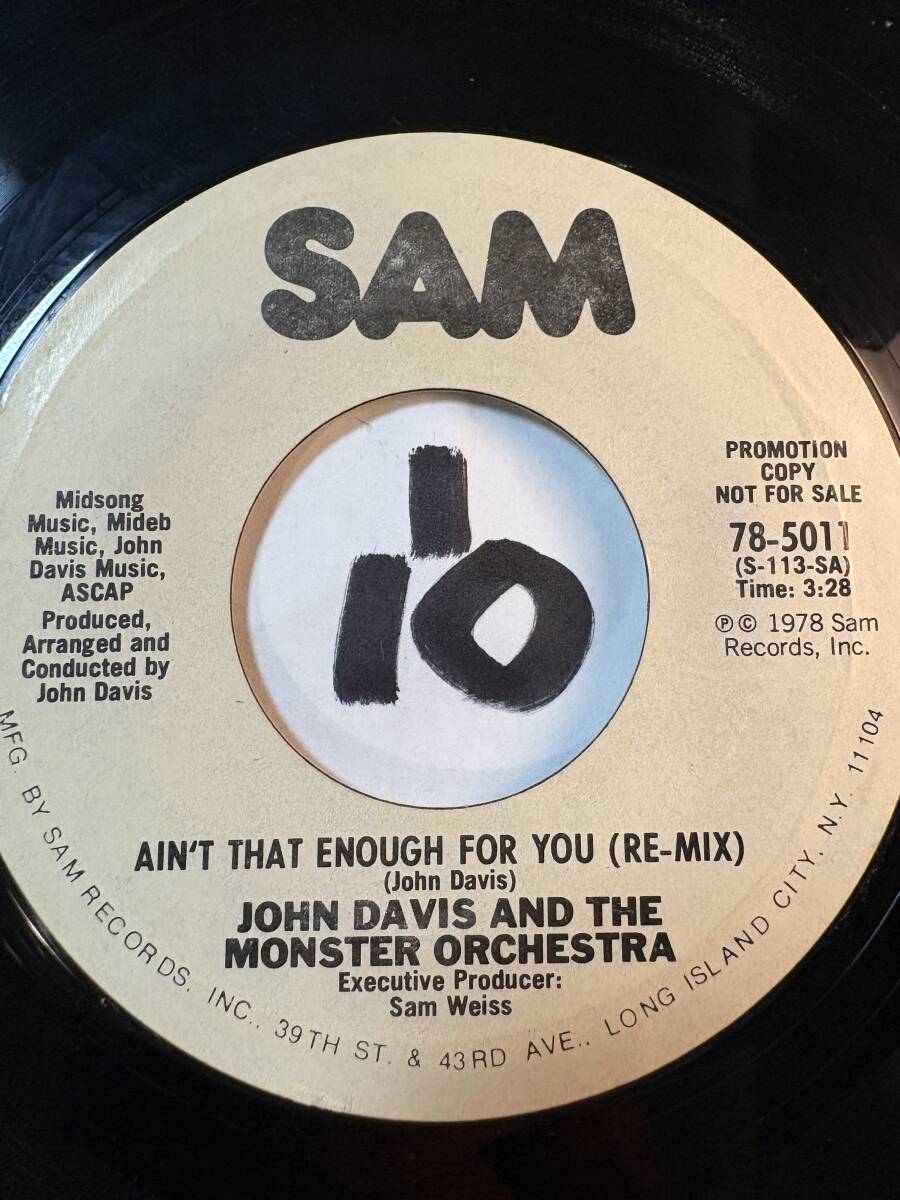 SAM
Midsong
Music, Mideb
Music, John
Davis Music,
ASCAP
Produced,
Arranged and
Conducted by
John Davis
PROMOTION
COPY
NOT FOR SALE
78-5011
(S-113-SA)
Time: 3:28
℗© 1978 Sam
Records, Inc.
AIN'T THAT ENOUGH FOR YOU (RE-MIX)
(John Davis)
JOHN DAVIS AND THE
MONSTER ORCHESTRA
Executive Producer:
Sam Weiss
MFG. BY SAM RECORDS, INC., 39TH ST. & 43RD AVE., LONG ISLAND CITY, N.Y. 11104